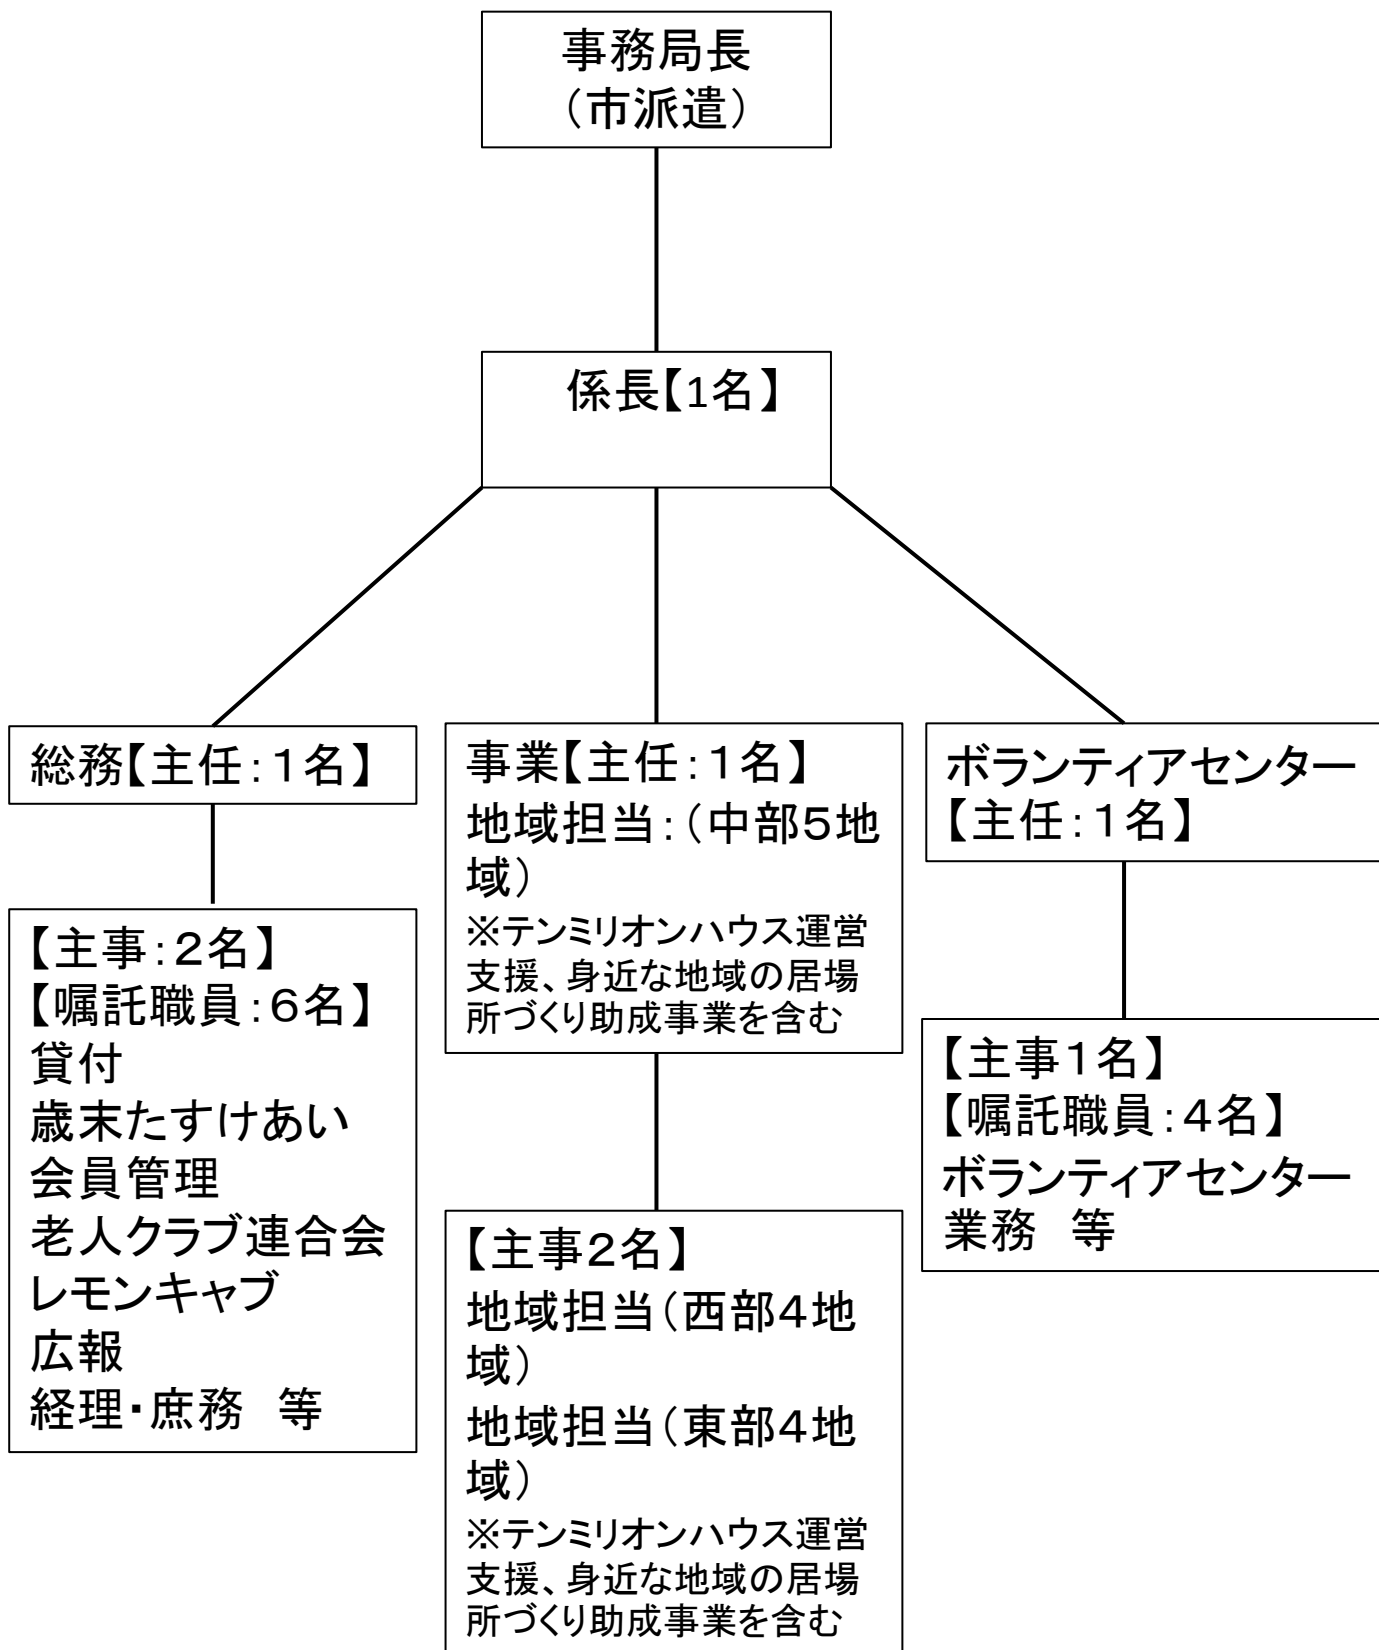 事務局長
(市派遣)
係長【1名】
総務【主任:1名】
【主事:2名】
【嘱託職員:6名】
貸付
歳末たすけあい
会員管理
老人クラブ連合会
レモンキャブ
広報
経理・庶務　等
事業【主任:1名】
地域担当:(中部5地
域)
※テンミリオンハウス運営
支援、身近な地域の居場
所づくり助成事業を含む
【主事2名】
地域担当(西部4地
域)
地域担当(東部4地
域)
※テンミリオンハウス運営
支援、身近な地域の居場
所づくり助成事業を含む
ボランティアセンター
【主任:1名】
【主事1名】
【嘱託職員:4名】
ボランティアセンター
業務　等